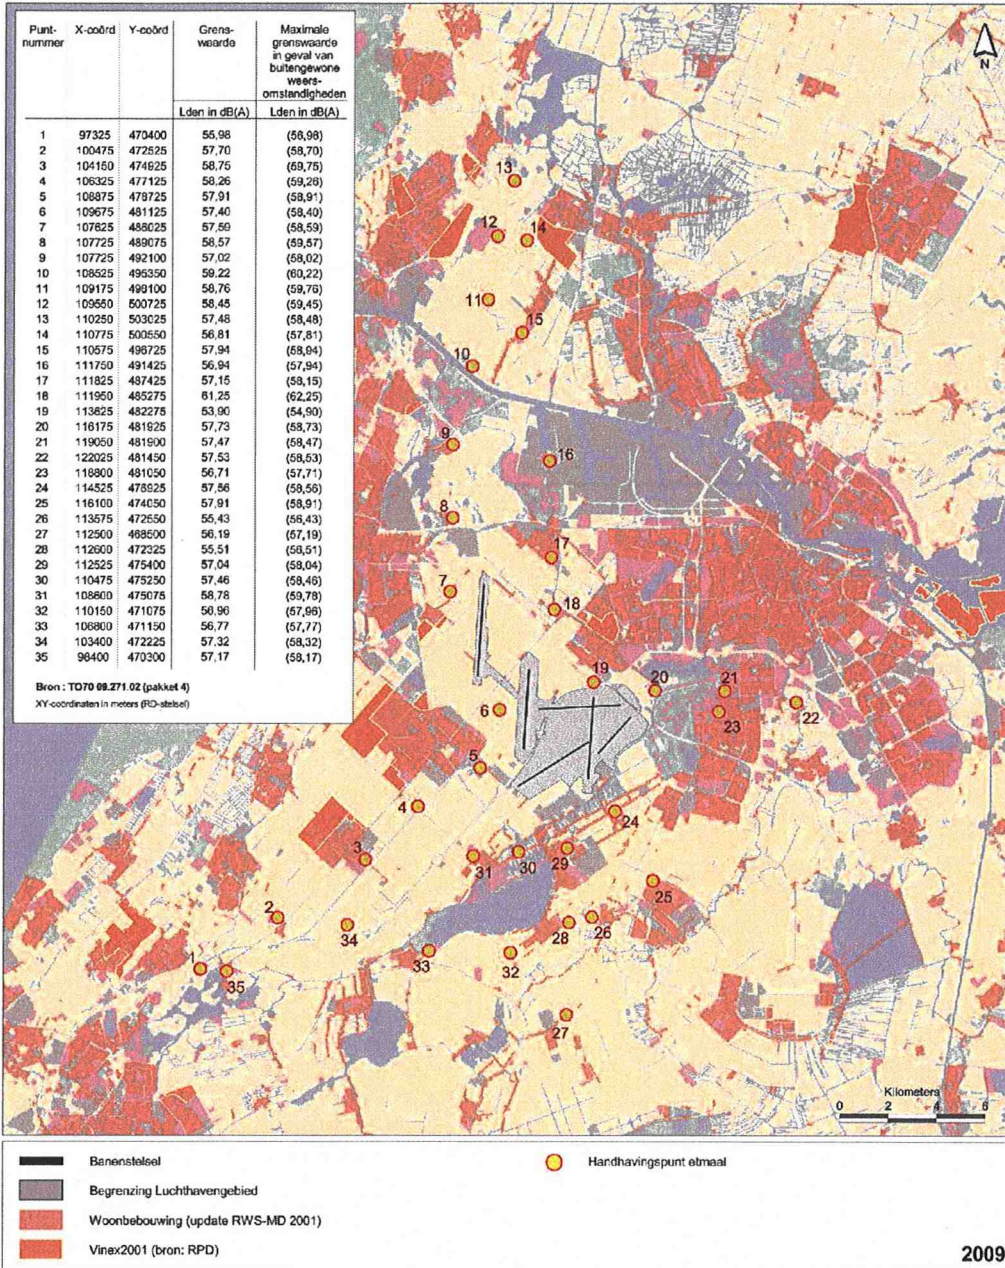 Punt- X-coörd Y-coörd Grens- Maximale
nummer waarde grenswaarde
in geval van
buitengewone
weers-
omstandigheden
Lden in dB(A) Lden in dB(A)
1 97325 470400 55,98 (56,98)
2 100475 472525 57,70 (58,70)
3 104150 474925 58,75 (59,75)
4 106325 477125 58,26 (59,26)
5 108875 478725 57,91 (58,91)
6 109675 481125 57,40 (58,40)
7 107625 486025 57,59 (58,59)
8 107725 489075 58,57 (59,57)
9 107725 492100 57,02 (58,02)
10 108525 495350 59,22 (60,22)
11 109175 498100 58,76 (59,76)
12 109550 500725 58,45 (59,45)
13 110250 503025 57,48 (58,48)
14 110775 500550 56,81 (57,81)
15 110575 496725 57,94 (58,94)
16 111750 491425 56,94 (57,94)
17 111825 487425 57,15 (58,15)
18 111950 485275 61,25 (62,25)
19 113625 482275 53,90 (54,90)
20 116175 481925 57,73 (58,73)
21 119050 481900 57,47 (58,47)
22 122025 481450 57,53 (58,53)
23 118800 481050 56,71 (57,71)
24 114525 476925 57,56 (58,56)
25 116100 474050 57,91 (58,91)
26 113575 472550 55,43 (56,43)
27 112500 468500 56,19 (57,19)
28 112600 472325 55,51 (56,51)
29 112525 475400 57,04 (58,04)
30 110475 475250 57,46 (58,46)
31 108600 475075 58,78 (59,78)
32 110150 471075 56,96 (57,96)
33 106800 471150 56,77 (57,77)
34 103400 472225 57,32 (58,32)
35 98400 470300 57,17 (58,17)
Bron : TO70 09.271.02 (pakket 4)
XY-coördinaten in meters (RD-stelsel)
N
13
12 14
11
15
10
9
16
8
17
7
18
19
20 21
6
22
23
5
4
24
3
30 29
31
25
2
26
34 28
33 32
1
35
27
Kilometers
0 2 4 6
Banenstelsel Handhavingspunt etmaal
Begrenzing Luchthavengebied
Woonbebouwing (update RWS-MD 2001)
Vinex2001 (bron: RPD)
2009